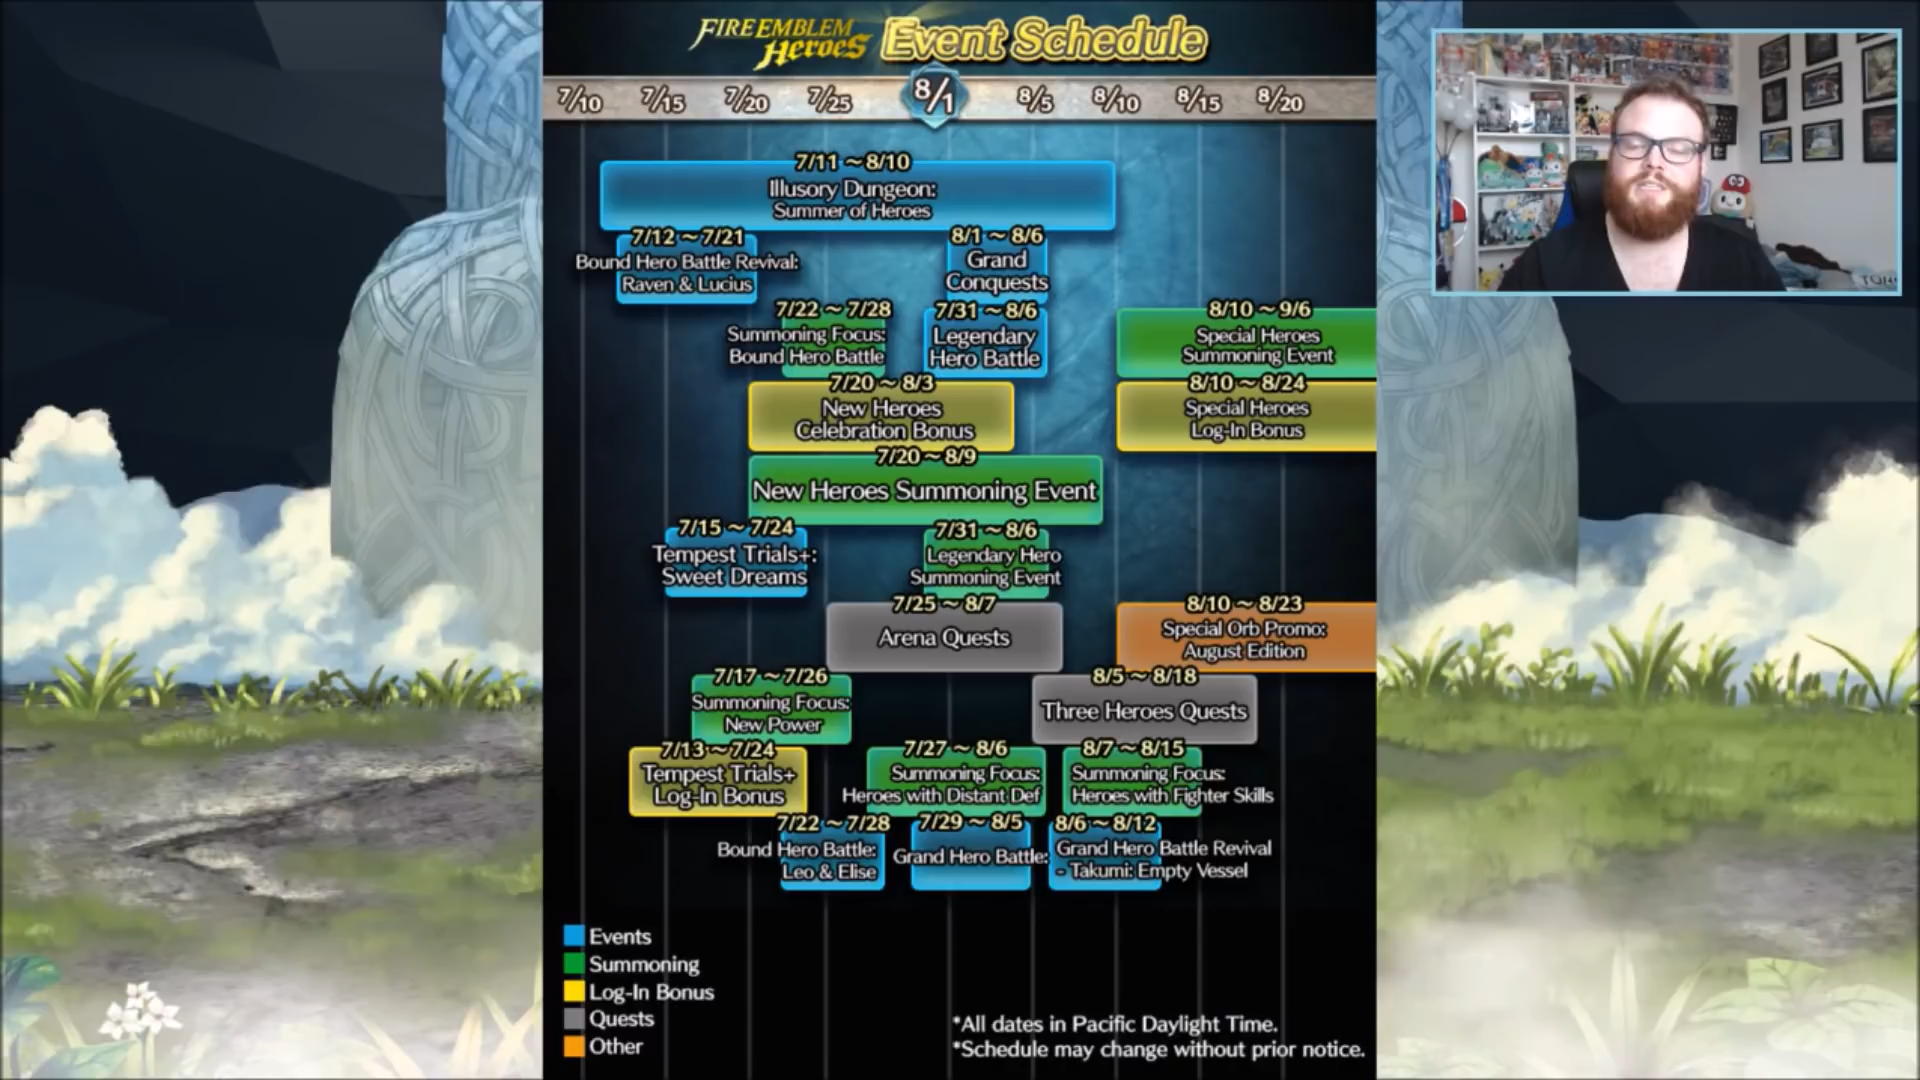 FIRE EMBLEM
Heroes
Event Schedule
7/10 7/15 7/20 7/25 8/1 8/5 8/10 8/15 8/20
7/11 ~ 8/10
Illusory Dungeon:
Summer of Heroes
7/12 ~ 7/21
Bound Hero Battle Revival:
Raven & Lucius
8/1 ~ 8/6
Grand
Conquests
7/22 ~ 7/28
Summoning Focus:
Bound Hero Battle
7/31 ~ 8/6
Legendary
Hero Battle
8/10 ~ 9/6
Special Heroes
Summoning Event
7/20 ~ 8/3
New Heroes
Celebration Bonus
8/10 ~ 8/24
Special Heroes
Log-In Bonus
7/20 ~ 8/9
New Heroes Summoning Event
7/15 ~ 7/24
Tempest Trials+:
Sweet Dreams
7/31 ~ 8/6
Legendary Hero
Summoning Event
7/25 ~ 8/7
Arena Quests
8/10 ~ 8/23
Special Orb Promo:
August Edition
7/17 ~ 7/26
Summoning Focus:
New Power
8/5 ~ 8/18
Three Heroes Quests
7/13 ~ 7/24
Tempest Trials+
Log-In Bonus
7/27 ~ 8/6
Summoning Focus:
Heroes with Distant Def
8/7 ~ 8/15
Summoning Focus:
Heroes with Fighter Skills
7/22 ~ 7/28
Bound Hero Battle:
Leo & Elise
7/29 ~ 8/5
Grand Hero Battle:
8/6 ~ 8/12
Grand Hero Battle Revival
- Takumi: Empty Vessel
Events
Summoning
Log-In Bonus
Quests
Other
*All dates in Pacific Daylight Time.
*Schedule may change without prior notice.